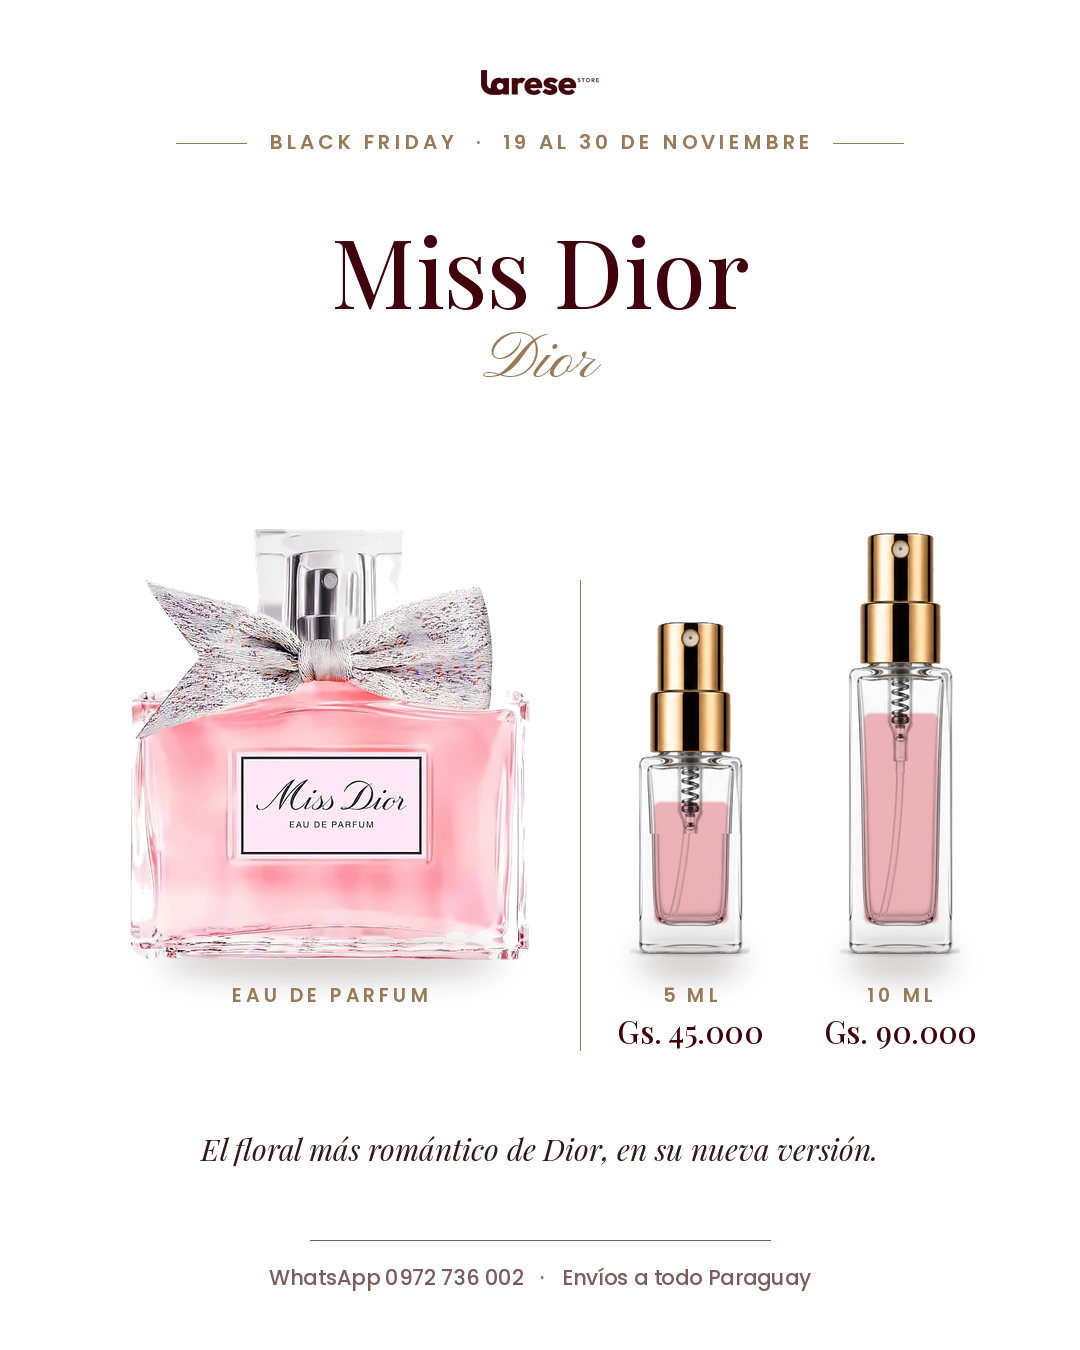 larese STORE
BLACK FRIDAY · 19 AL 30 DE NOVIEMBRE
Miss Dior
Dior
Miss Dior
EAU DE PARFUM
EAU DE PARFUM
5 ML
Gs. 45.000
10 ML
Gs. 90.000
El floral más romántico de Dior, en su nueva versión.
WhatsApp 0972 736 002 · Envíos a todo Paraguay